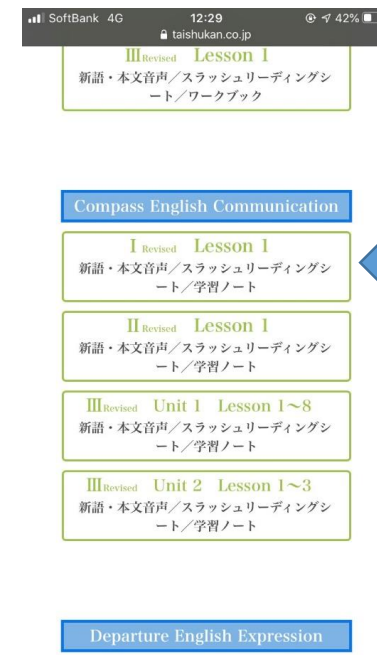 SoftBank 4G 12:29 42%
taishukan.co.jp
Ⅲ Revised Lesson 1
新語・本文音声／スラッシュリーディングシ
ート／ワークブック
Compass English Communication
Ⅰ Revised Lesson 1
新語・本文音声／スラッシュリーディングシ
ート／学習ノート
Ⅱ Revised Lesson 1
新語・本文音声／スラッシュリーディングシ
ート／学習ノート
Ⅲ Revised Unit 1 Lesson 1～8
新語・本文音声／スラッシュリーディングシ
ート／学習ノート
Ⅲ Revised Unit 2 Lesson 1～3
新語・本文音声／スラッシュリーディングシ
ート／学習ノート
Departure English Expression